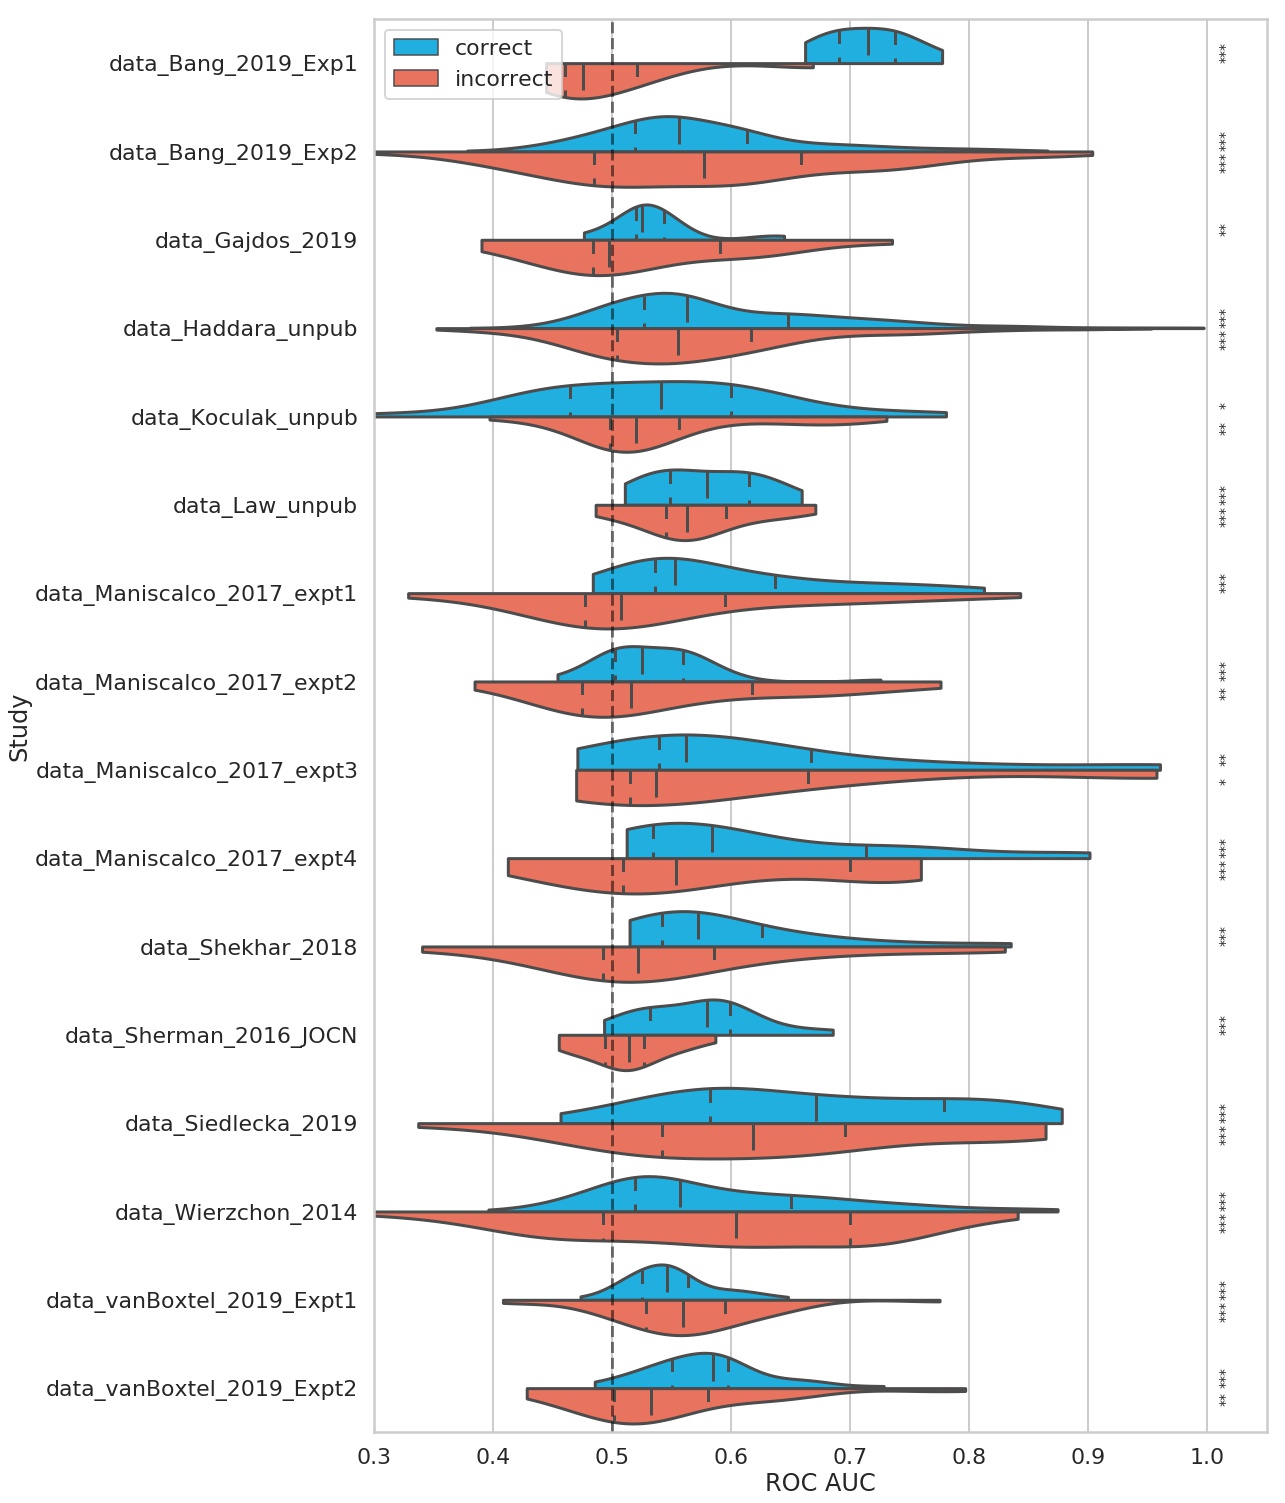 correct
incorrect
data_Bang_2019_Exp1
***
data_Bang_2019_Exp2
***
***
data_Gajdos_2019
**
data_Haddara_unpub
***
***
data_Koculak_unpub
*
**
data_Law_unpub
***
***
data_Maniscalco_2017_expt1
***
data_Maniscalco_2017_expt2
***
**
data_Maniscalco_2017_expt3
**
*
data_Maniscalco_2017_expt4
***
***
data_Shekhar_2018
***
data_Sherman_2016_JOCN
***
data_Siedlecka_2019
***
***
data_Wierzchon_2014
***
***
data_vanBoxtel_2019_Expt1
***
***
data_vanBoxtel_2019_Expt2
***
**
Study
0.3 0.4 0.5 0.6 0.7 0.8 0.9 1.0
ROC AUC